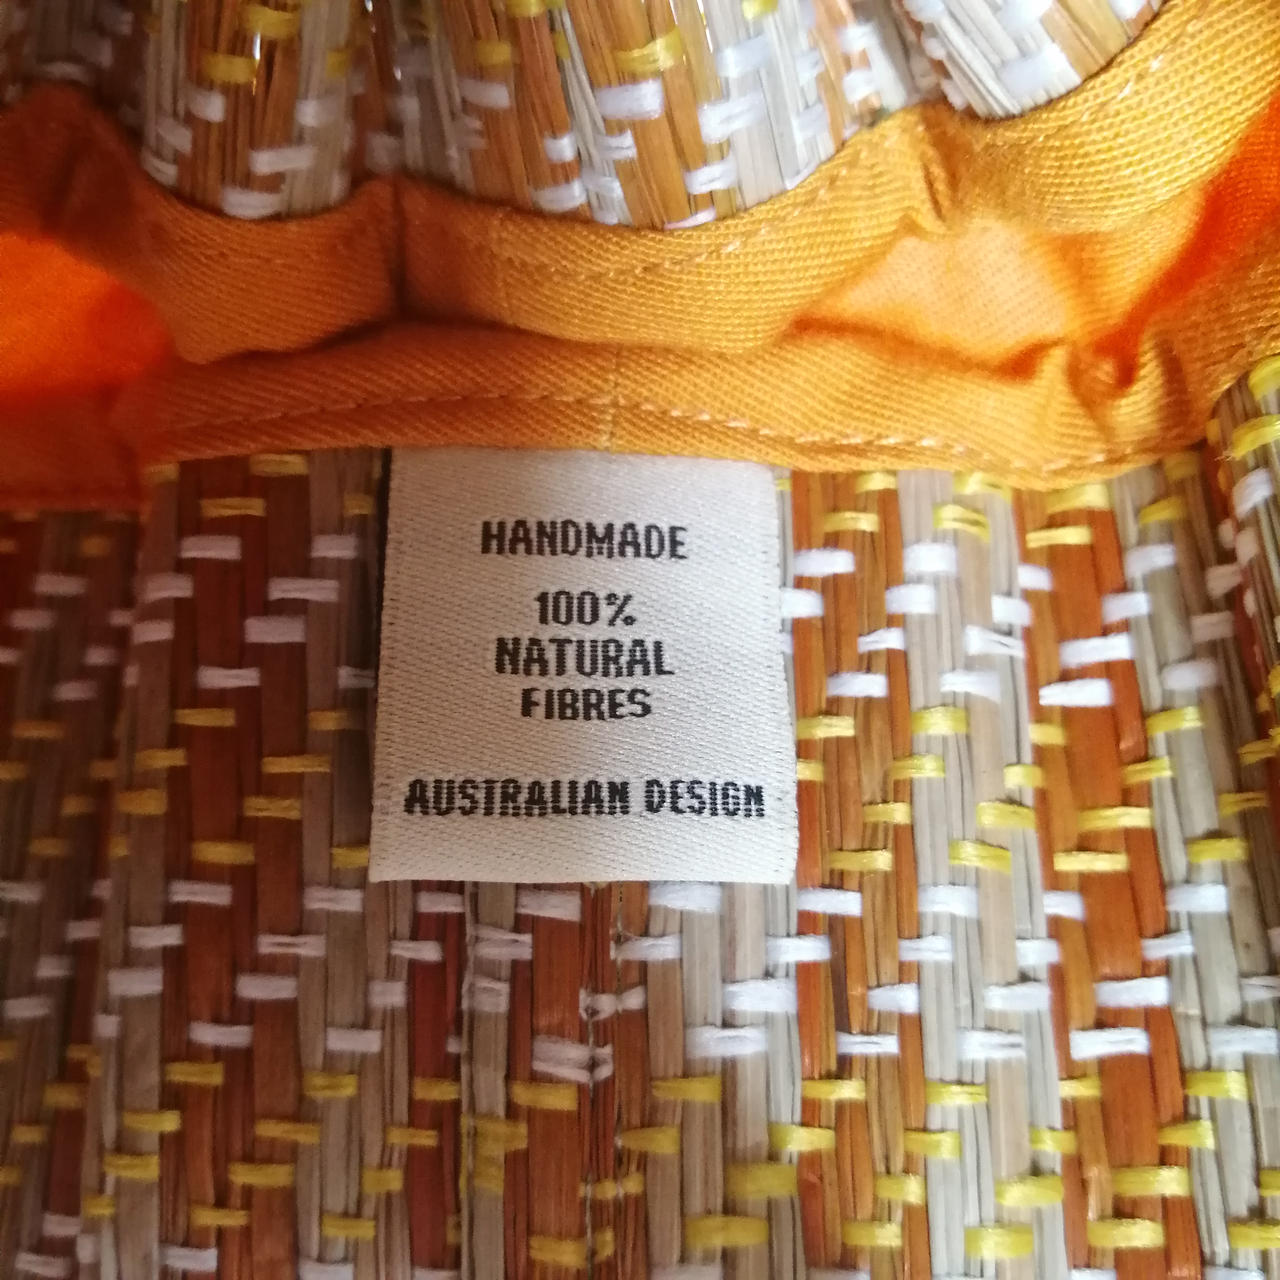 HANDMADE
100%
NATURAL
FIBRES
AUSTRALIAN DESIGN